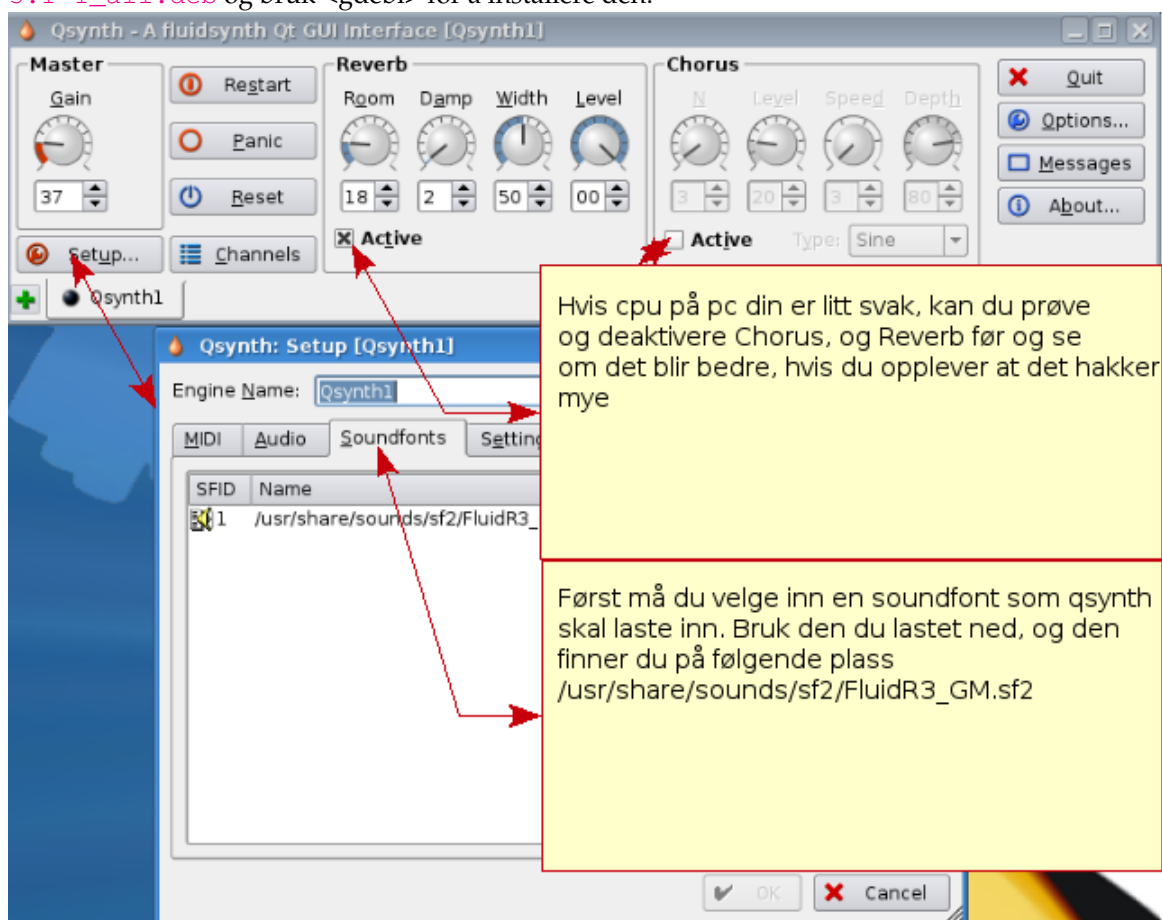 og bruk <gdebi> for å installere den.
Qsynth - A fluidsynth Qt GUI Interface [Qsynth1]
Master
Gain
37
Setup...
Restart
Panic
Reset
Channels
Reverb
Room Damp Width Level
18 2 50 00
Active
Chorus
N Level Speed Depth
3 20 3 80
Active Type: Sine
Quit
Options...
Messages
About...
Qsynth1
Hvis cpu på pc din er litt svak, kan du prøve
og deaktivere Chorus, og Reverb før og se
om det blir bedre, hvis du opplever at det hakker
mye
Qsynth: Setup [Qsynth1]
Engine Name: Qsynth1
MIDI Audio Soundfonts
SFID Name
1 /usr/share/sounds/sf2/FluidR3_
Først må du velge inn en soundfont som qsynth
skal laste inn. Bruk den du lastet ned, og den
finner du på følgende plass
/usr/share/sounds/sf2/FluidR3_GM.sf2
OK Cancel